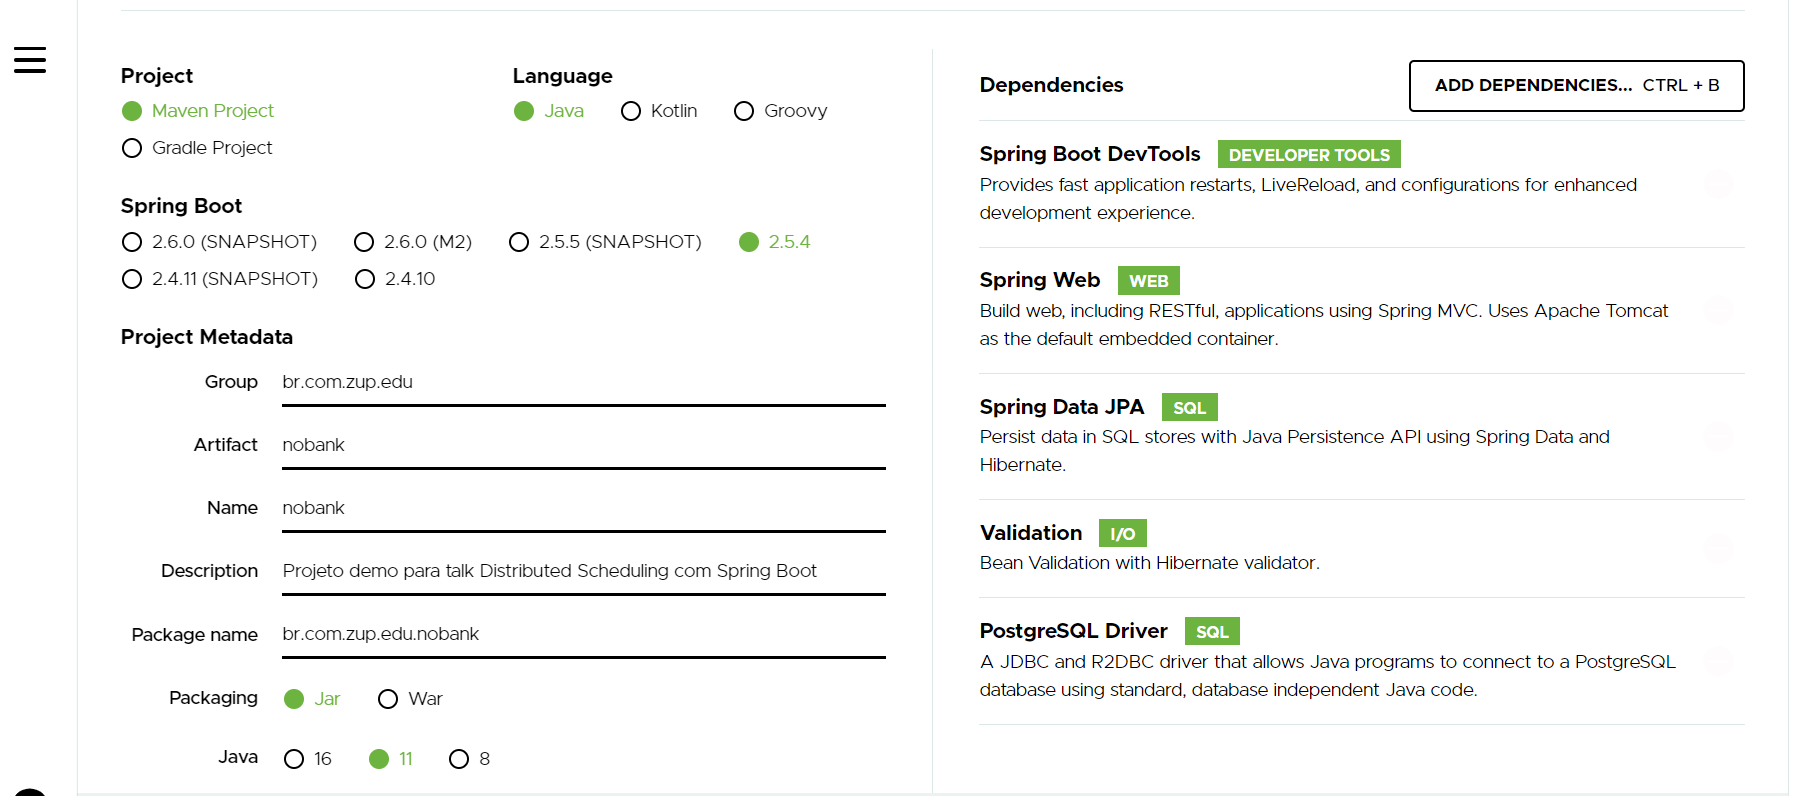 Project
Maven Project
Gradle Project
Language
Java
Kotlin
Groovy
Spring Boot
2.6.0 (SNAPSHOT)
2.6.0 (M2)
2.5.5 (SNAPSHOT)
2.5.4
2.4.11 (SNAPSHOT)
2.4.10
Project Metadata
Group br.com.zup.edu
Artifact nobank
Name nobank
Description Projeto demo para talk Distributed Scheduling com Spring Boot
Package name br.com.zup.edu.nobank
Packaging Jar War
Java 16 11 8
Dependencies
ADD DEPENDENCIES... CTRL + B
Spring Boot DevTools DEVELOPER TOOLS
Provides fast application restarts, LiveReload, and configurations for enhanced
development experience.
Spring Web WEB
Build web, including RESTful, applications using Spring MVC. Uses Apache Tomcat
as the default embedded container.
Spring Data JPA SQL
Persist data in SQL stores with Java Persistence API using Spring Data and
Hibernate.
Validation I/O
Bean Validation with Hibernate validator.
PostgreSQL Driver SQL
A JDBC and R2DBC driver that allows Java programs to connect to a PostgreSQL
database using standard, database independent Java code.